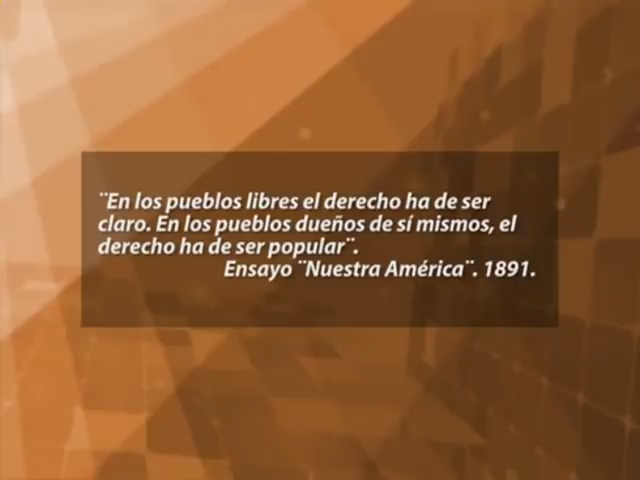 ¨En los pueblos libres el derecho ha de ser
claro. En los pueblos dueños de sí mismos, el
derecho ha de ser popular¨.
Ensayo ¨Nuestra América¨. 1891.